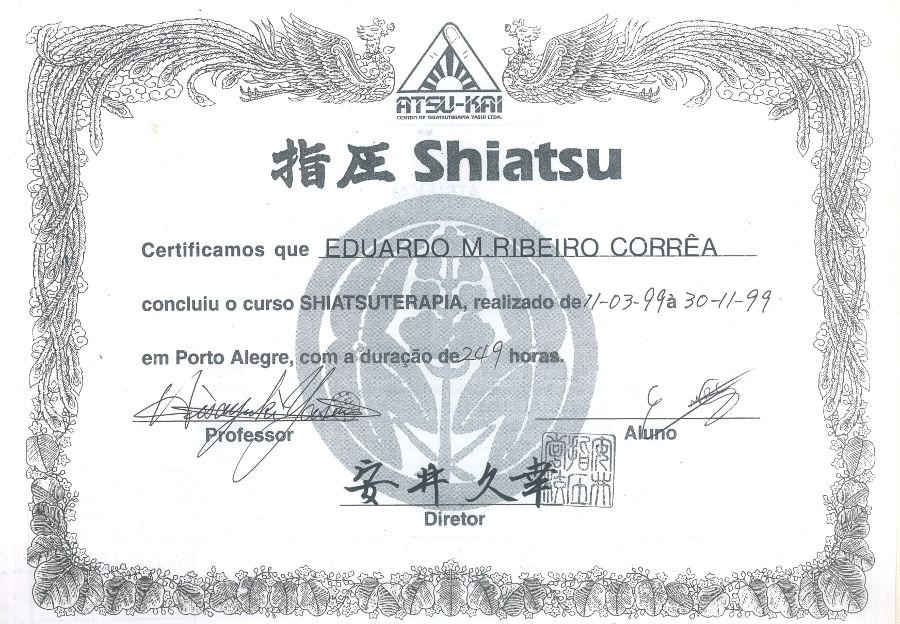 ATSU-KAI
CENTRO DE SHIATSUTERAPIA YASUI LTDA.
指圧 Shiatsu
Certificamos que EDUARDO M. RIBEIRO CORRÊA
concluiu o curso SHIATSUTERAPIA, realizado de 11-03-99 à 30-11-99
em Porto Alegre, com a duração de 249 horas.
Professor
Aluno
安井久幸
Diretor